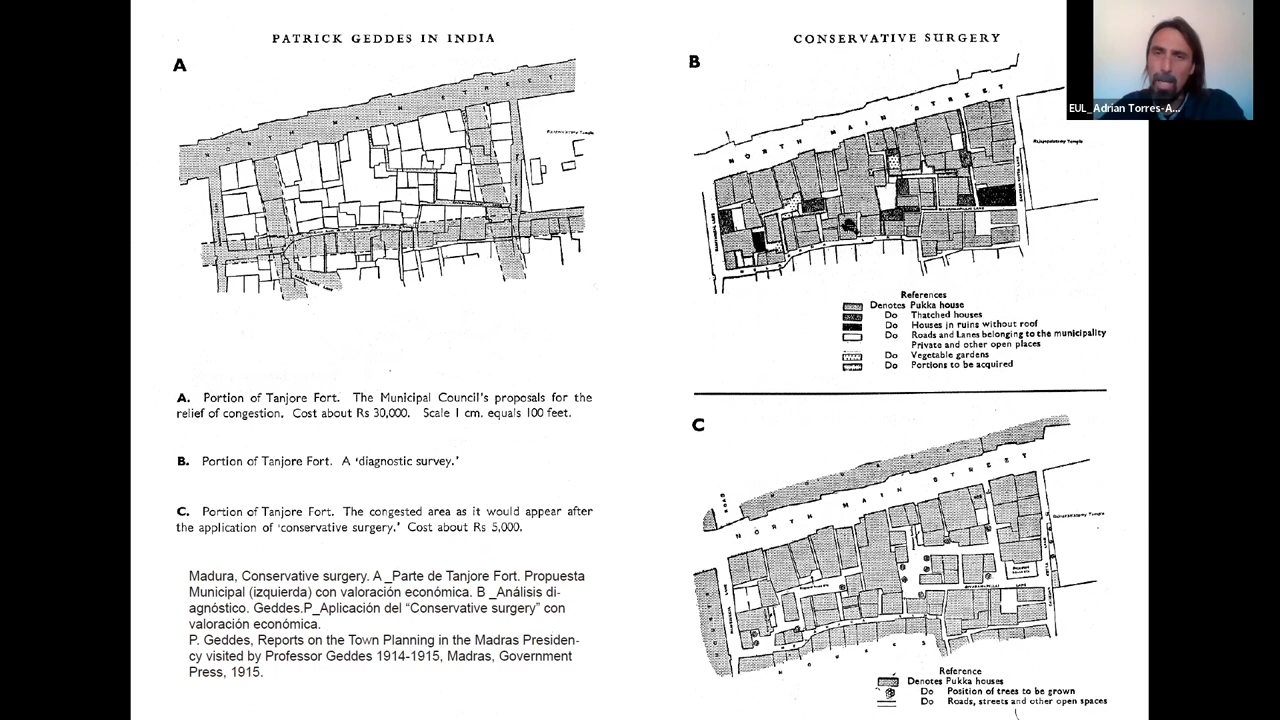 PATRICK GEDDES IN INDIA
A
NORTH MAIN STREET
A. Portion of Tanjore Fort. The Municipal Council's proposals for the
relief of congestion. Cost about Rs 30,000. Scale 1 cm. equals 100 feet.
B. Portion of Tanjore Fort. A 'diagnostic survey.'
C. Portion of Tanjore Fort. The congested area as it would appear after
the application of 'conservative surgery.' Cost about Rs 5,000.
Madura, Conservative surgery. A _Parte de Tanjore Fort. Propuesta
Municipal (izquierda) con valoración económica. B _Análisis di-
agnóstico. Geddes.P_Aplicación del “Conservative surgery” con
valoración económica.
P. Geddes, Reports on the Town Planning in the Madras Presiden-
cy visited by Professor Geddes 1914-1915, Madras, Government
Press, 1915.
CONSERVATIVE SURGERY
B
NORTH MAIN STREET
References
Denotes Pukka house
Do Thatched houses
Do Houses in ruins without roof
Do Roads and Lanes belonging to the municipality
Private and other open places
Do Vegetable gardens
Do Portions to be acquired
C
NORTH MAIN STREET
HOUSES
Reference
Denotes Pukka houses
Do Position of trees to be grown
Do Roads, streets and other open spaces
EUL_Adrian Torres-A...